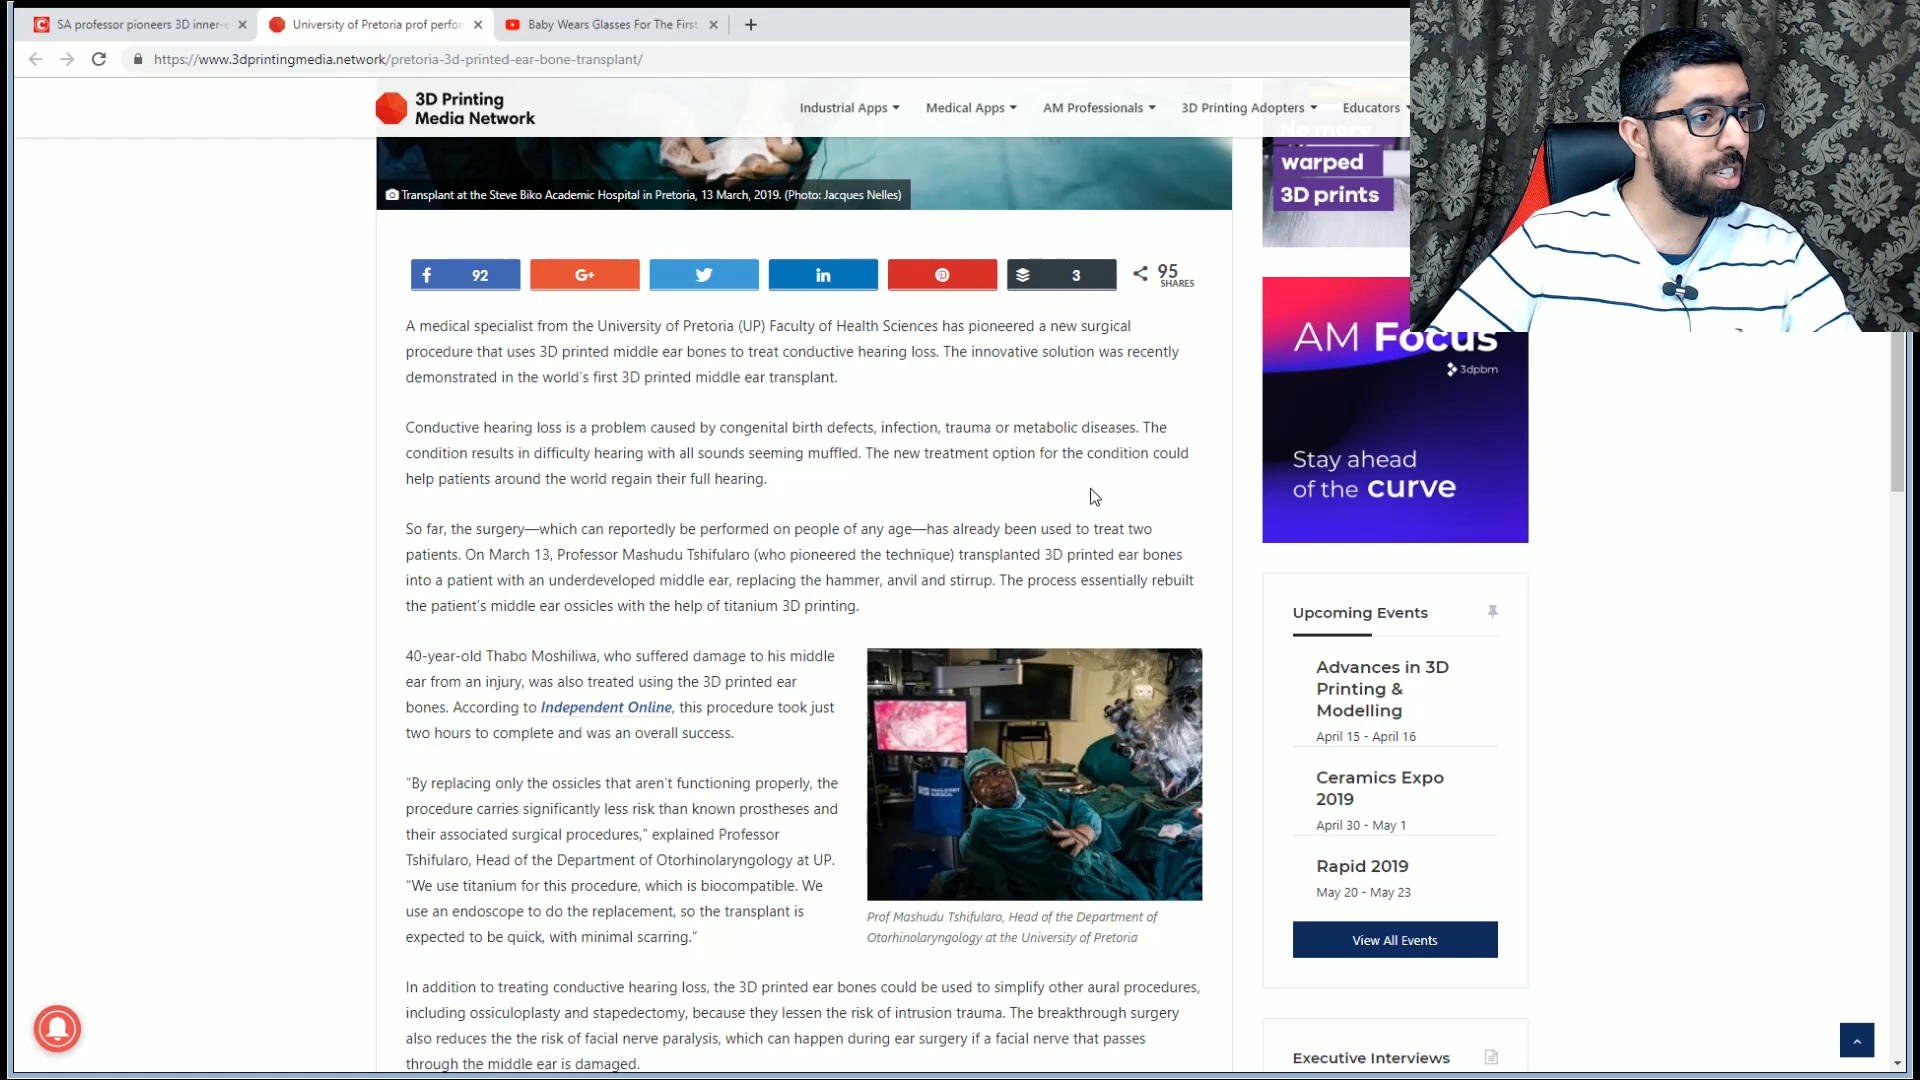 SA professor pioneers 3D inner-e
University of Pretoria prof perfor
Baby Wears Glasses For The First
https://www.3dprintingmedia.network/pretoria-3d-printed-ear-bone-transplant/
3D Printing
Media Network
Industrial Apps
Medical Apps
AM Professionals
3D Printing Adopters
Educators
No more
warped
3D prints
Transplant at the Steve Biko Academic Hospital in Pretoria, 13 March, 2019. (Photo: Jacques Nelles)
92
G+
in
3
95
SHARES
A medical specialist from the University of Pretoria (UP) Faculty of Health Sciences has pioneered a new surgical
procedure that uses 3D printed middle ear bones to treat conductive hearing loss. The innovative solution was recently
demonstrated in the world's first 3D printed middle ear transplant.
Conductive hearing loss is a problem caused by congenital birth defects, infection, trauma or metabolic diseases. The
condition results in difficulty hearing with all sounds seeming muffled. The new treatment option for the condition could
help patients around the world regain their full hearing.
So far, the surgery—which can reportedly be performed on people of any age—has already been used to treat two
patients. On March 13, Professor Mashudu Tshifularo (who pioneered the technique) transplanted 3D printed ear bones
into a patient with an underdeveloped middle ear, replacing the hammer, anvil and stirrup. The process essentially rebuilt
the patient's middle ear ossicles with the help of titanium 3D printing.
40-year-old Thabo Moshiliwa, who suffered damage to his middle
ear from an injury, was also treated using the 3D printed ear
bones. According to Independent Online, this procedure took just
two hours to complete and was an overall success.
"By replacing only the ossicles that aren't functioning properly, the
procedure carries significantly less risk than known prostheses and
their associated surgical procedures," explained Professor
Tshifularo, Head of the Department of Otorhinolaryngology at UP.
"We use titanium for this procedure, which is biocompatible. We
use an endoscope to do the replacement, so the transplant is
expected to be quick, with minimal scarring."
Prof Mashudu Tshifularo, Head of the Department of
Otorhinolaryngology at the University of Pretoria
In addition to treating conductive hearing loss, the 3D printed ear bones could be used to simplify other aural procedures,
including ossiculoplasty and stapedectomy, because they lessen the risk of intrusion trauma. The breakthrough surgery
also reduces the the risk of facial nerve paralysis, which can happen during ear surgery if a facial nerve that passes
through the middle ear is damaged.
AM Focus
3dpbm
Stay ahead
of the curve
Upcoming Events
Advances in 3D
Printing &
Modelling
April 15 - April 16
Ceramics Expo
2019
April 30 - May 1
Rapid 2019
May 20 - May 23
View All Events
Executive Interviews